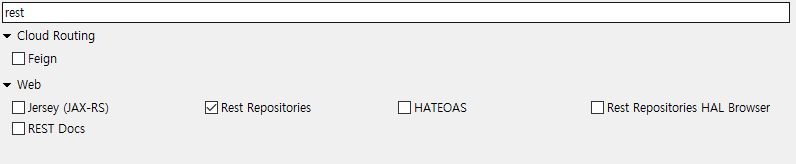 rest
Cloud Routing
Feign
Web
Jersey (JAX-RS) Rest Repositories HATEOAS Rest Repositories HAL Browser
REST Docs